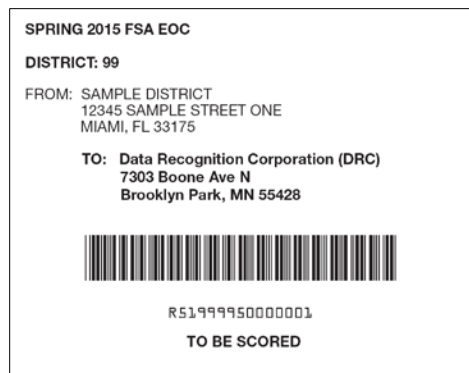 SPRING 2015 FSA EOC
DISTRICT: 99
FROM: SAMPLE DISTRICT
12345 SAMPLE STREET ONE
MIAMI, FL 33175
TO: Data Recognition Corporation (DRC)
7303 Boone Ave N
Brooklyn Park, MN 55428
R51999950000001
TO BE SCORED